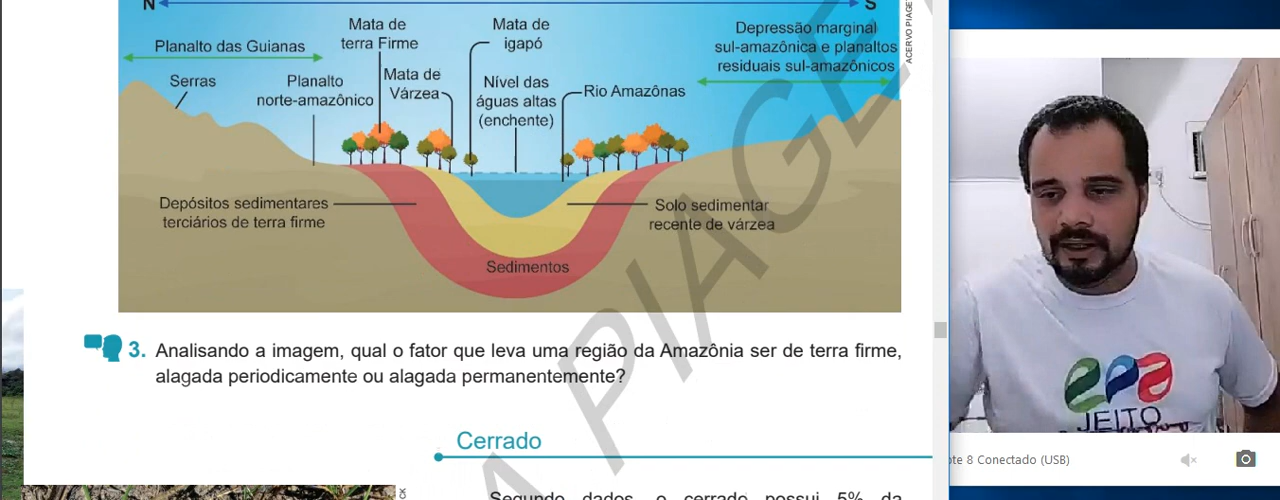 N
S
Planalto das Guianas
Serras
Planalto
norte-amazônico
Mata de
terra Firme
Mata de
Várzea
Mata de
igapó
Nível das
águas altas
(enchente)
Rio Amazônas
Depressão marginal
sul-amazônica e planaltos
residuais sul-amazônicos
Depósitos sedimentares
terciários de terra firme
Solo sedimentar
recente de várzea
Sedimentos
ACERVO PIAGET
A PIAGET
3. Analisando a imagem, qual o fator que leva uma região da Amazônia ser de terra firme,
alagada periodicamente ou alagada permanentemente?
Cerrado
Segundo dados, o cerrado possui 5% da
CK
epa
JEITO
ote 8 Conectado (USB)